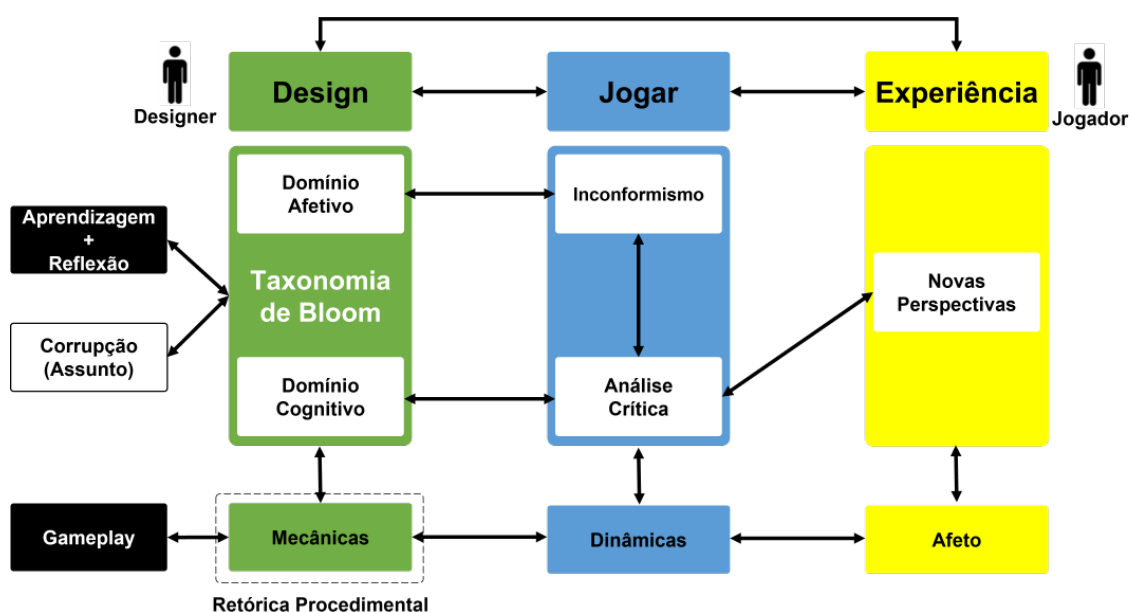 Design
Jogar
Experiência
Designer
Jogador
Domínio
Afetivo
Inconformismo
Aprendizagem
+
Reflexão
Taxonomia
de Bloom
Novas
Perspectivas
Corrupção
(Assunto)
Domínio
Cognitivo
Análise
Crítica
Gameplay
Mecânicas
Dinâmicas
Afeto
Retórica Procedimental